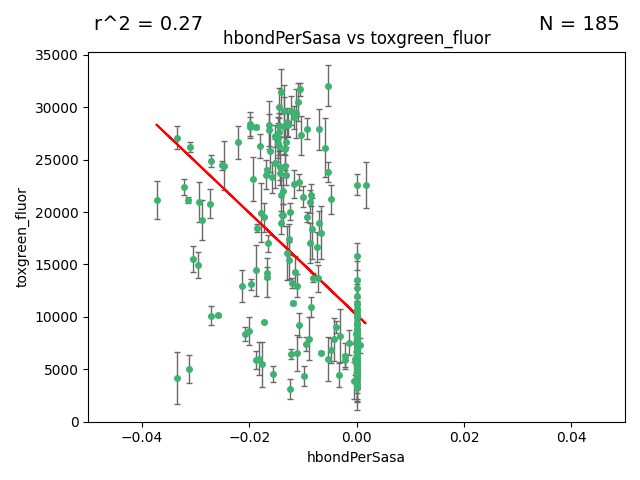 r^2 = 0.27
N = 185
hbondPerSasa vs toxgreen_fluor
toxgreen_fluor
35000
30000
25000
20000
15000
10000
5000
0
−0.04
−0.02
0.00
0.02
0.04
hbondPerSasa